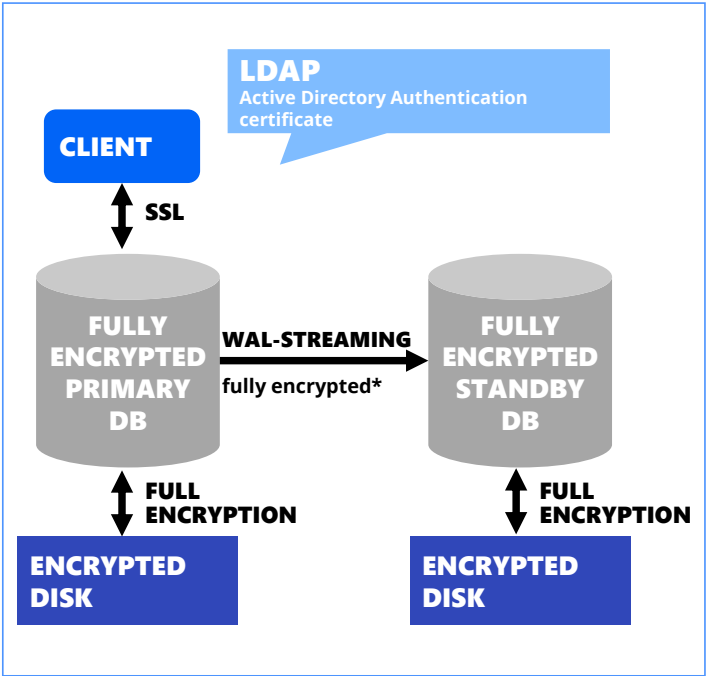 LDAP
Active Directory Authentication
certificate
CLIENT
SSL
FULLY
ENCRYPTED
PRIMARY
DB
WAL-STREAMING
fully encrypted*
FULLY
ENCRYPTED
STANDBY
DB
FULL
ENCRYPTION
FULL
ENCRYPTION
ENCRYPTED
DISK
ENCRYPTED
DISK